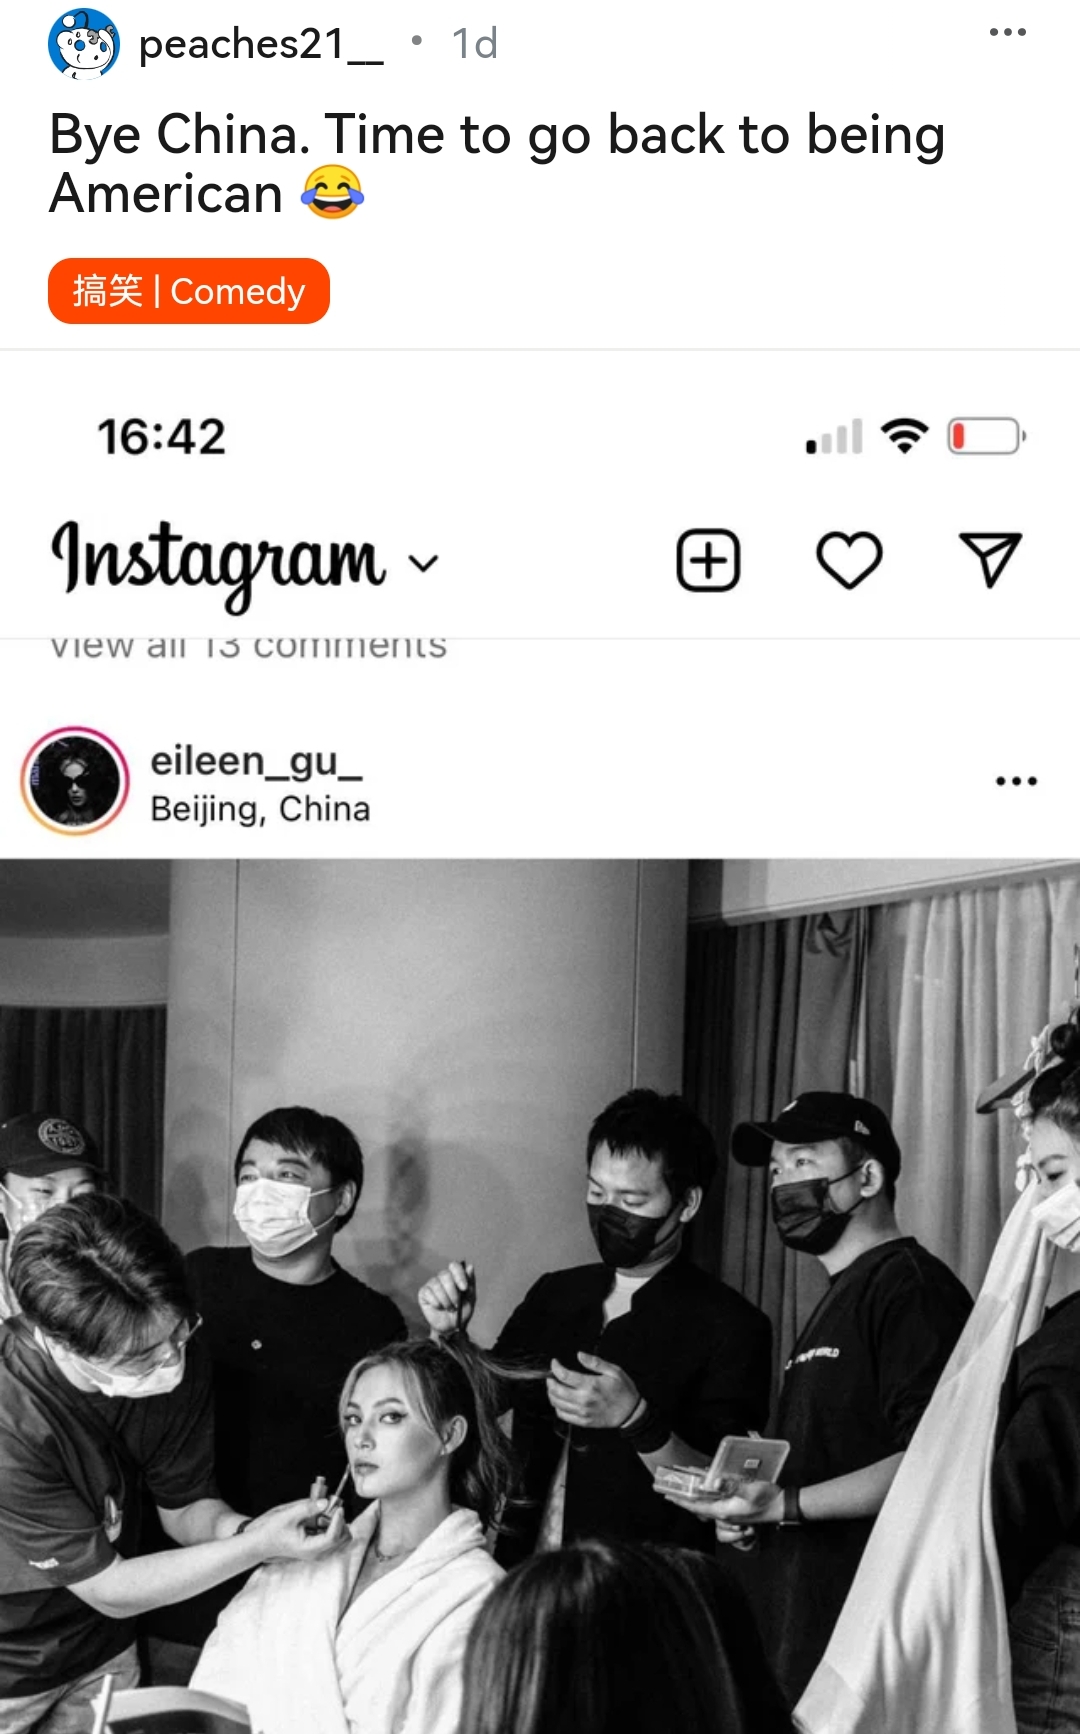 peaches21__ • 1d
Bye China. Time to go back to being
American 😂
搞笑 | Comedy
16:42
Instagram
View all 13 comments
eileen_gu_
Beijing, China